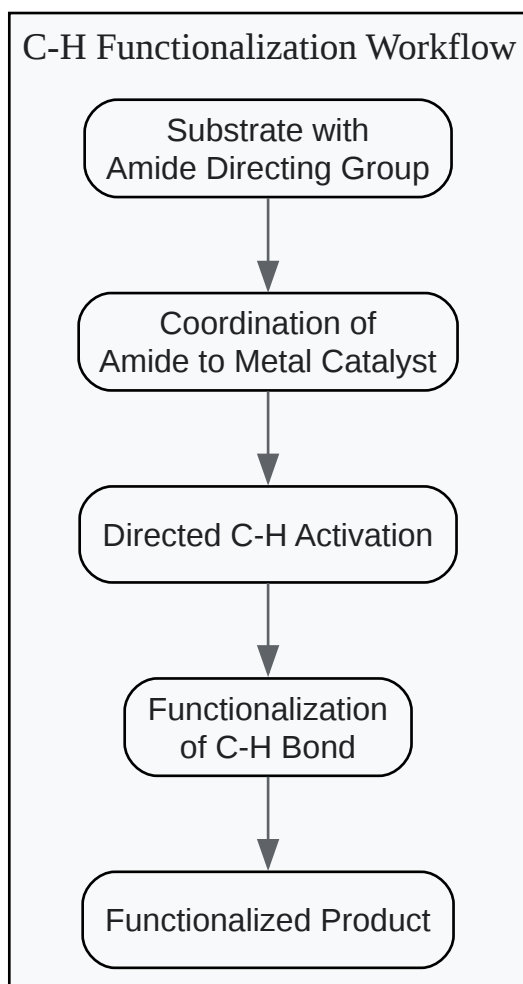 C-H Functionalization Workflow
Substrate with
Amide Directing Group
Coordination of
Amide to Metal Catalyst
Directed C-H Activation
Functionalization
of C-H Bond
Functionalized Product